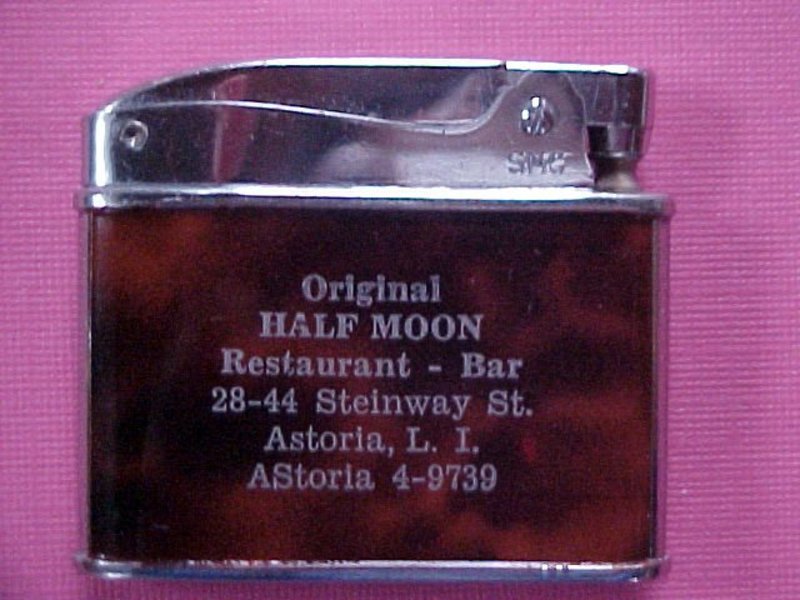 Original
HALF MOON
Restaurant - Bar
28-44 Steinway St.
Astoria, L. I.
AStoria 4-9739